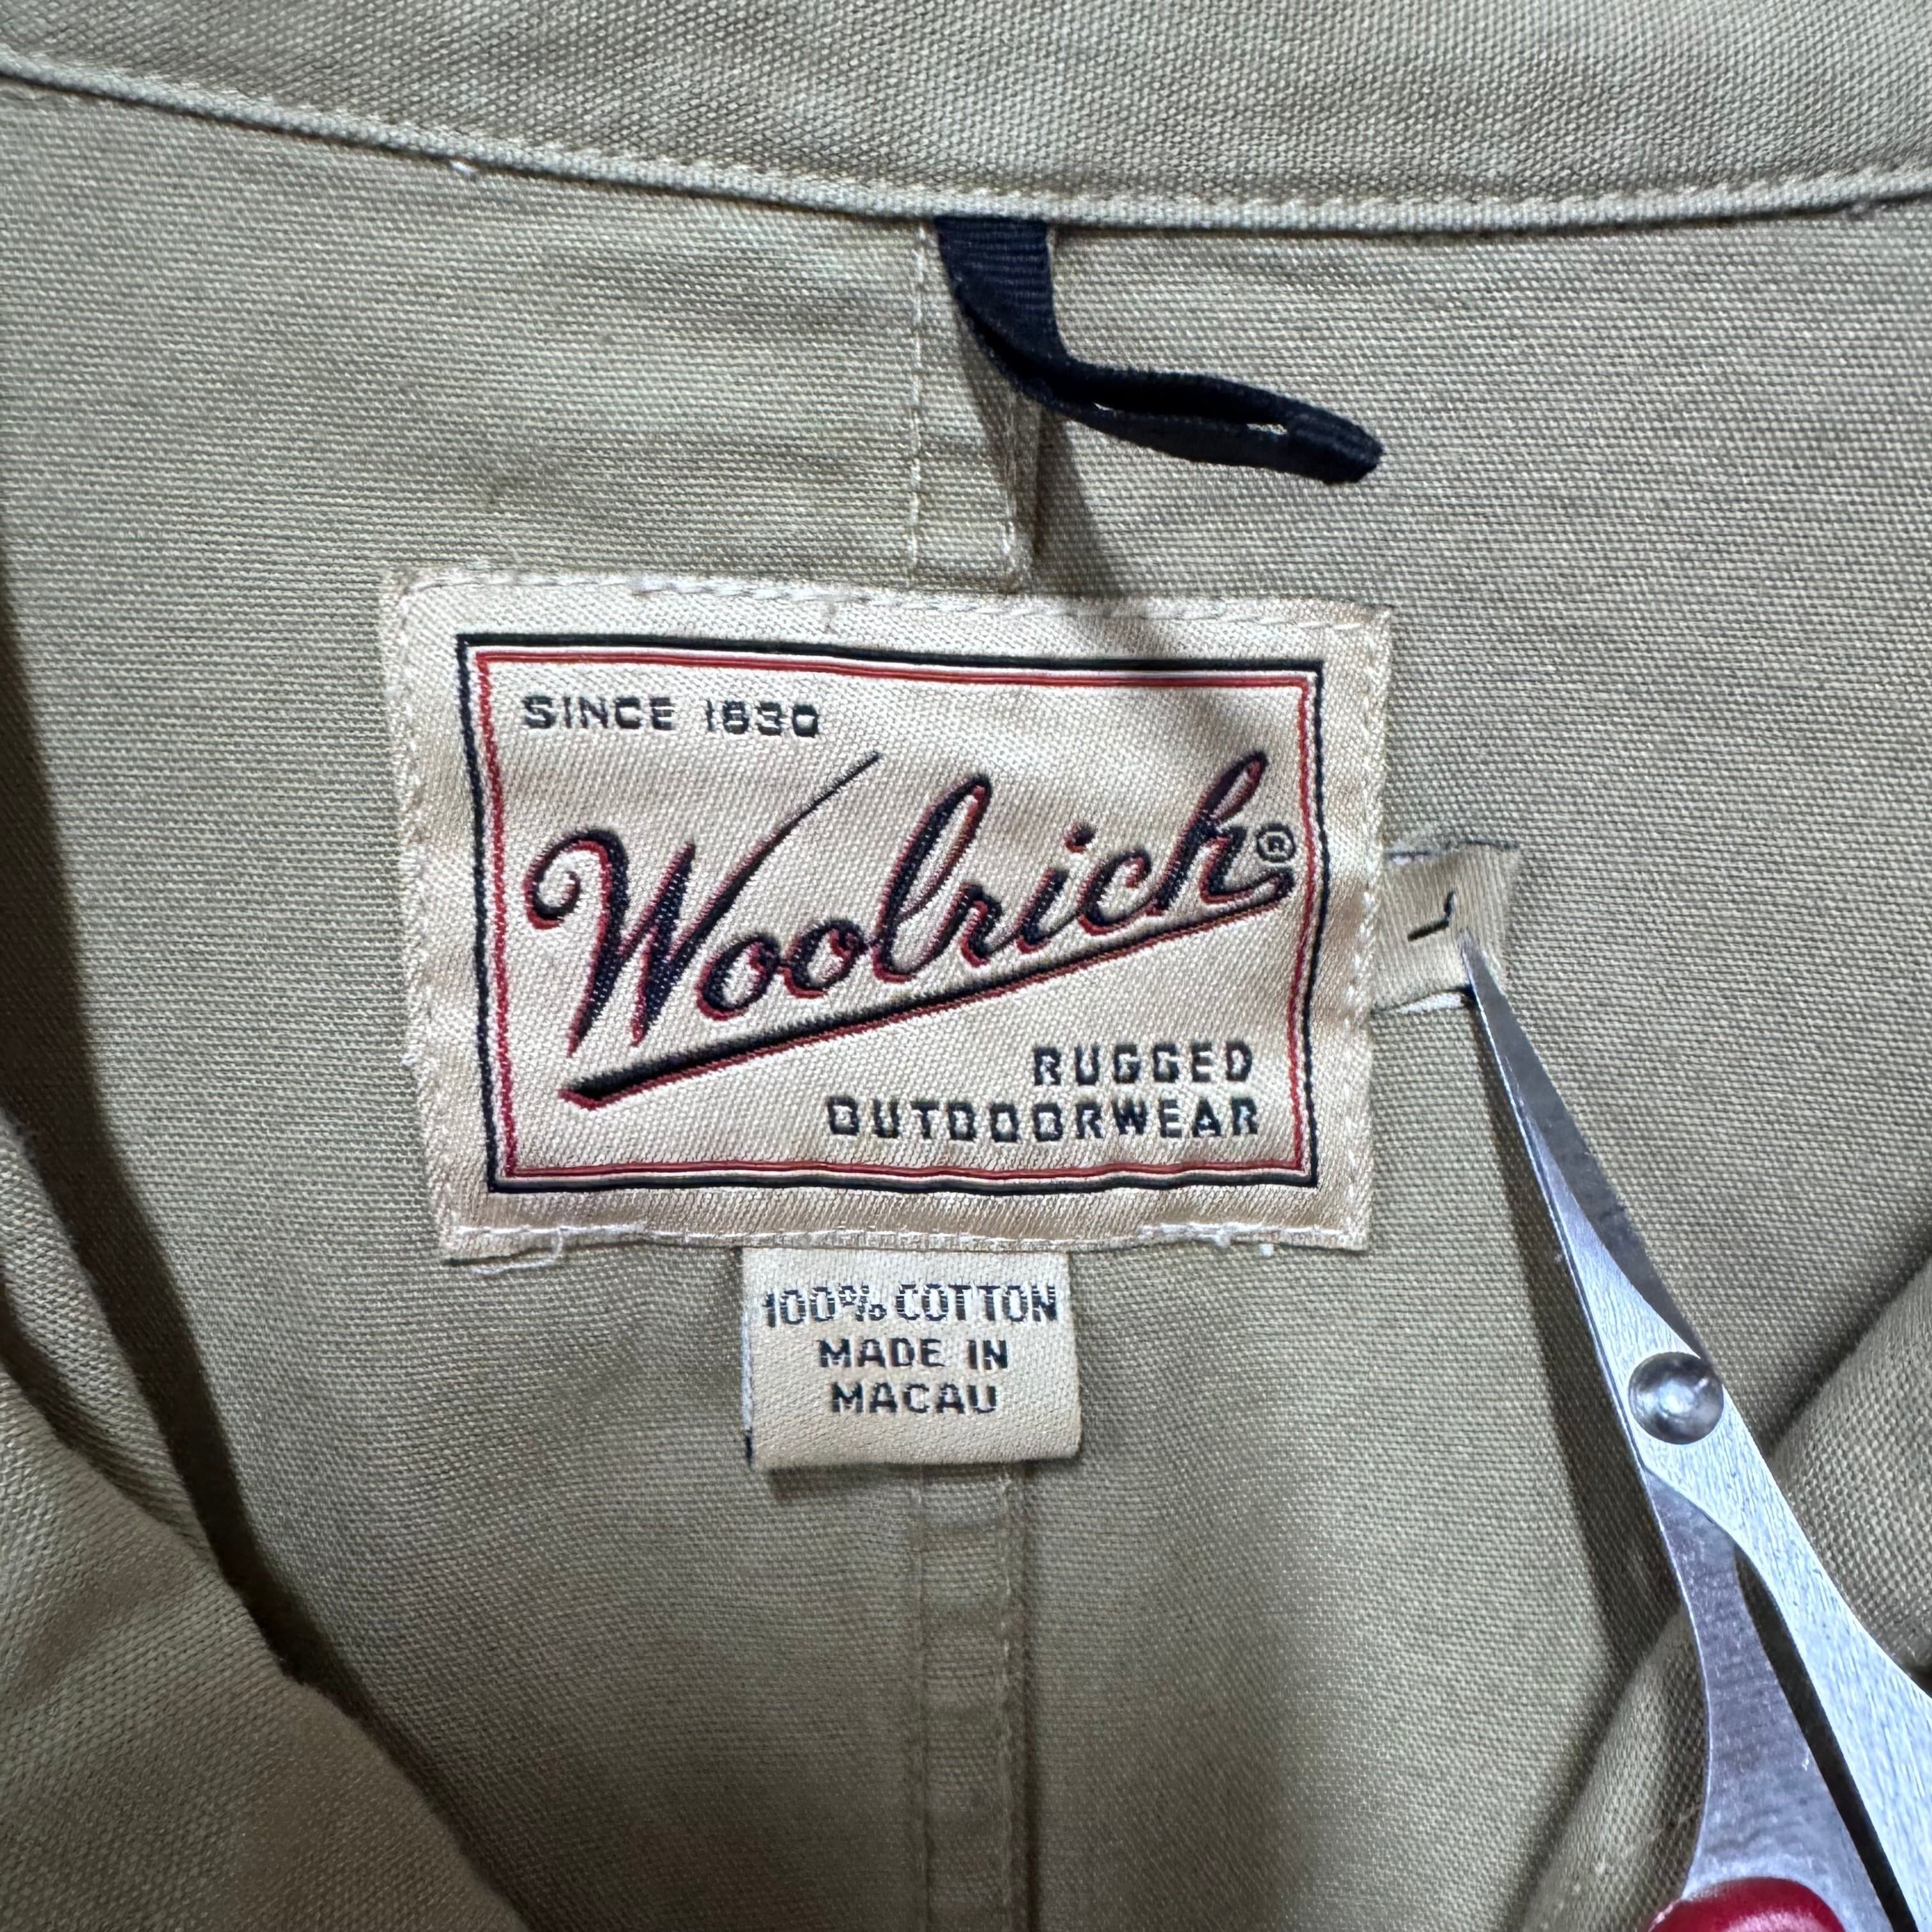 SINCE 1830
Woolrich®
RUGGED
OUTDOORWEAR
L
100% COTTON
MADE IN
MACAU